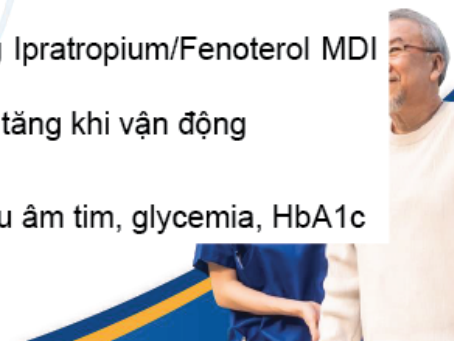 Ipratropium/Fenoterol MDI
tăng khi vận động
âm tim, glycemia, HbA1c